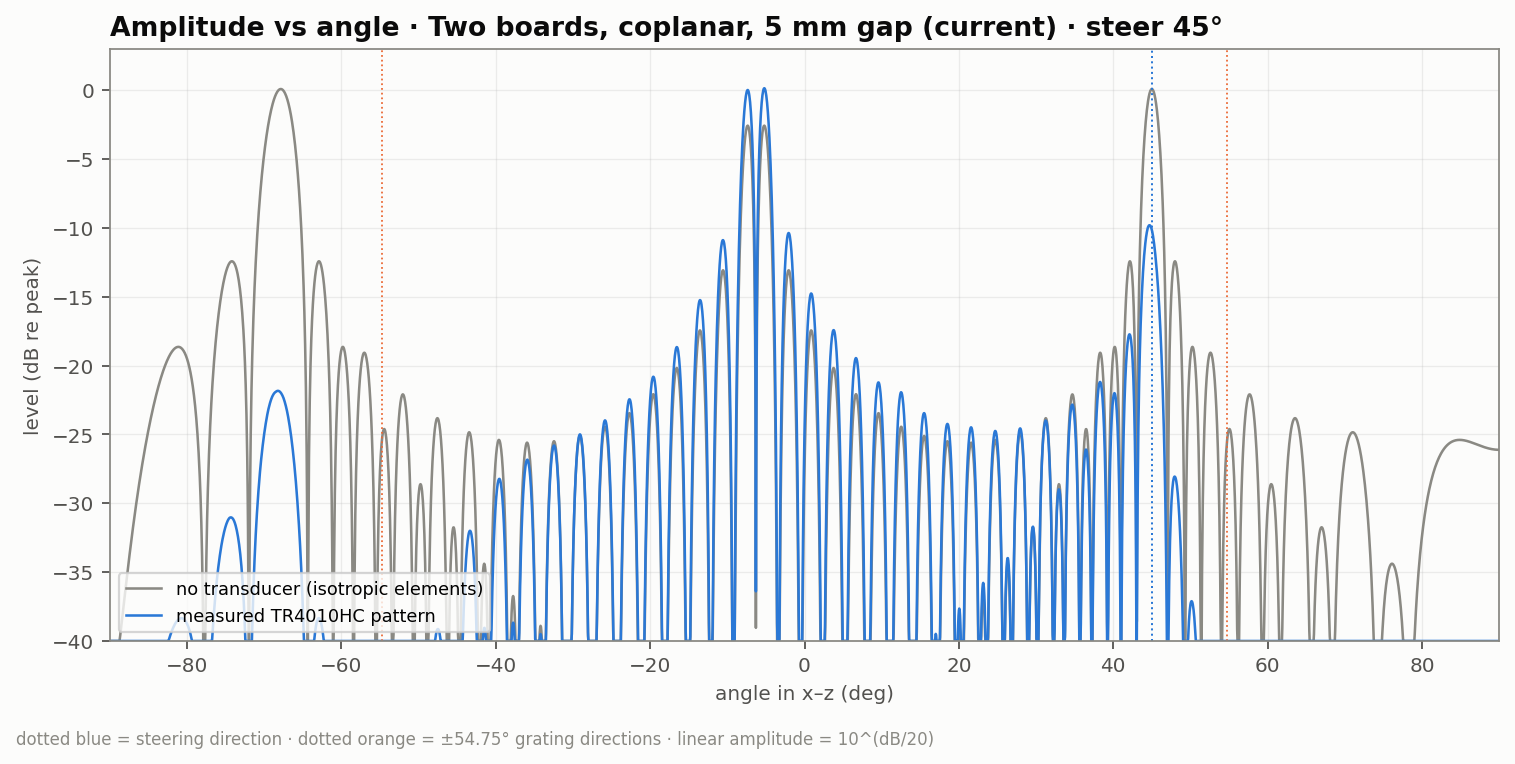 Amplitude vs angle · Two boards, coplanar, 5 mm gap (current) · steer 45°
0
−5
−10
−15
−20
−25
−30
−35
−40
level (dB re peak)
no transducer (isotropic elements)
measured TR4010HC pattern
−80 −60 −40 −20 0 20 40 60 80
angle in x–z (deg)
dotted blue = steering direction · dotted orange = ±54.75° grating directions · linear amplitude = 10^(dB/20)